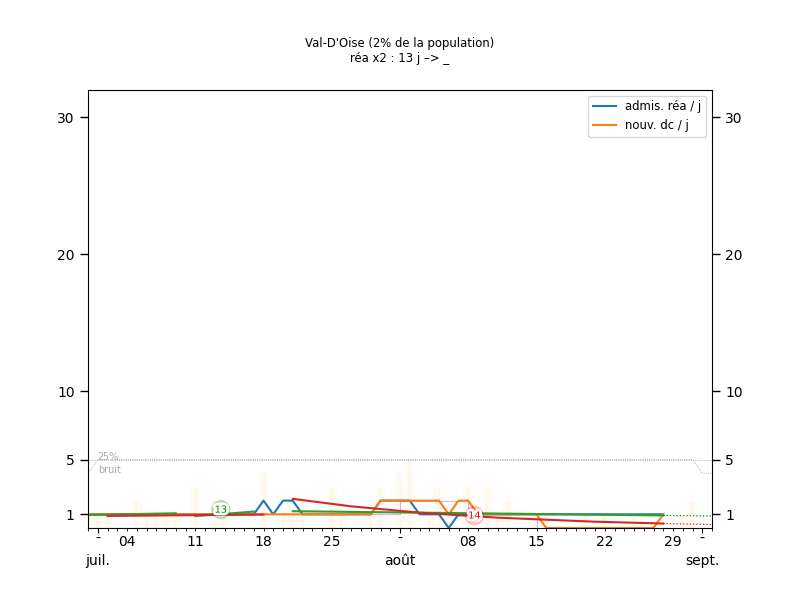 Val-D'Oise (2% de la population)
réa x2 : 13 j –> _
admis. réa / j
nouv. dc / j
30 30
20 20
10 10
5 5
1 1
25%
bruit
13
14
- 04 11 18 25 - 08 15 22 29 -
juil. août sept.